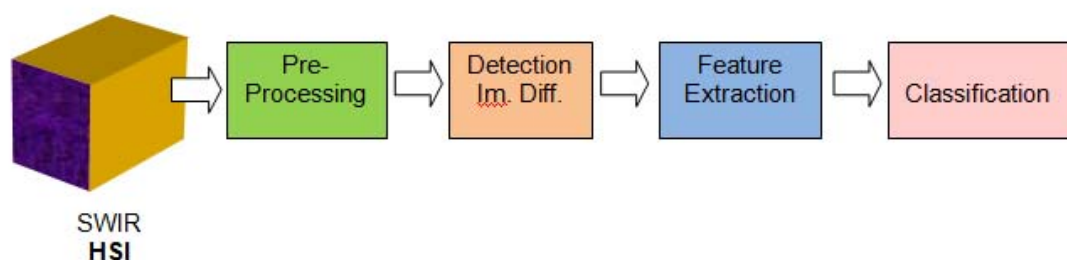 SWIR
HSI
Pre-
Processing
Detection
Im. Diff.
Feature
Extraction
Classification